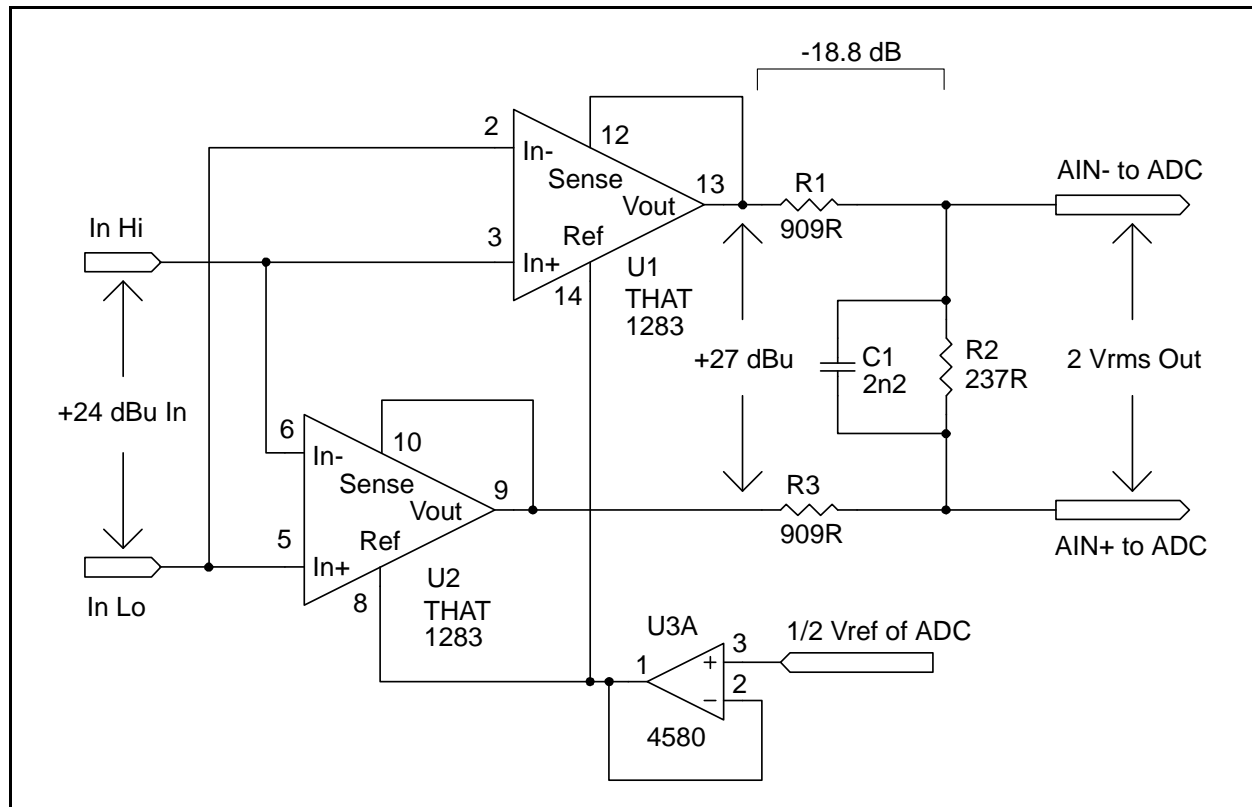 -18.8 dB
2
In-
12
Sense
Vout
13
R1
909R
AIN- to ADC
In Hi
3
In+
Ref
14
U1
THAT
1283
+24 dBu In
+27 dBu
C1
2n2
R2
237R
2 Vrms Out
6
In-
10
Sense
Vout
9
R3
909R
5
In+
Ref
8
U2
THAT
1283
AIN+ to ADC
In Lo
U3A
1/2 Vref of ADC
1
+
3
−
2
4580